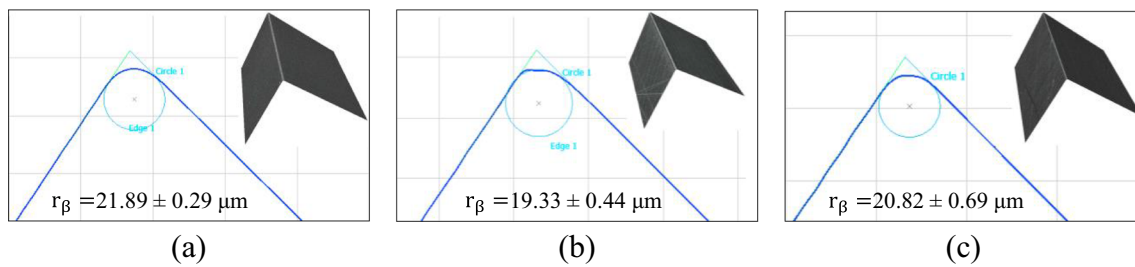 Circle 1
Edge 1
rβ =21.89 ± 0.29 μm
(a)
Circle 1
Edge 1
rβ =19.33 ± 0.44 μm
(b)
Circle 1
rβ =20.82 ± 0.69 μm
(c)